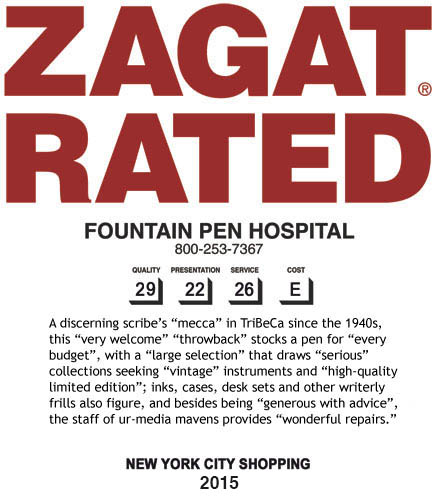 ZAGAT®
RATED
FOUNTAIN PEN HOSPITAL
800-253-7367
QUALITY PRESENTATION SERVICE COST
29 22 26 E
A discerning scribe’s “mecca” in TriBeCa since the 1940s,
this “very welcome” “throwback” stocks a pen for “every
budget”, with a “large selection” that draws “serious”
collections seeking “vintage” instruments and “high-quality
limited edition”; inks, cases, desk sets and other writerly
frills also figure, and besides being “generous with advice”,
the staff of ur-media mavens provides “wonderful repairs.”
NEW YORK CITY SHOPPING
2015